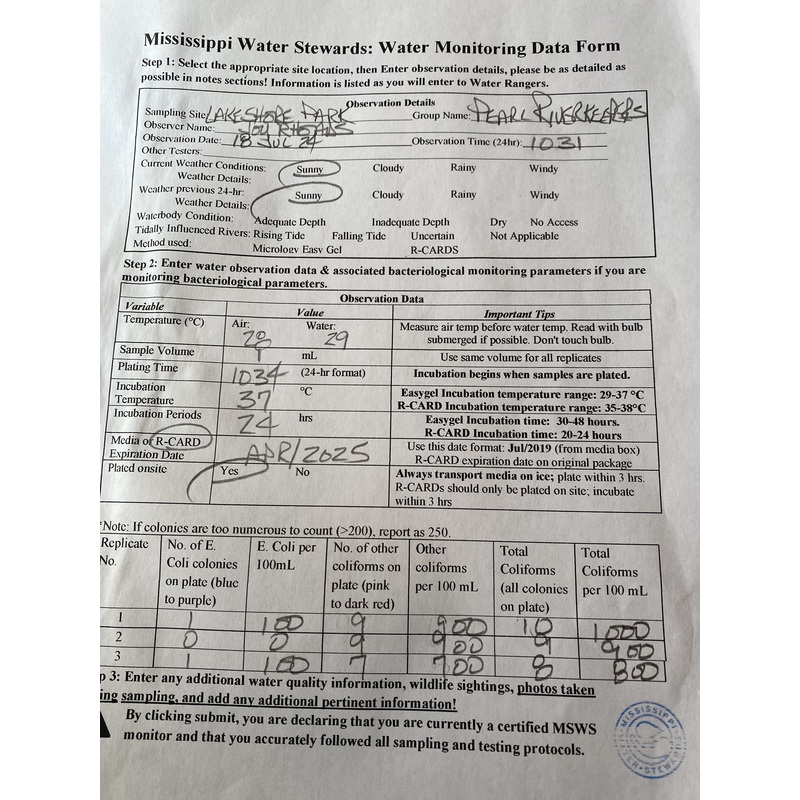 Mississippi Water Stewards: Water Monitoring Data Form
Step 1: Select the appropriate site location, then Enter observation details, please be as detailed as
possible in notes sections! Information is listed as you will enter to Water Rangers.
Observation Details
Sampling Site: LAKESHORE PARK Group Name: PEARL RIVERKEEPERS
Observer Name: JOY RHOADS
Observation Date: 18 JUL 24 Observation Time (24hr): 1031
Other Testers:
Current Weather Conditions: Sunny Cloudy Rainy Windy
Weather Details:
Weather previous 24-hr: Sunny Cloudy Rainy Windy
Weather Details:
Waterbody Condition: Adequate Depth Inadequate Depth Dry No Access
Tidally Influenced Rivers: Rising Tide Falling Tide Uncertain Not Applicable
Method used: Micrology Easy Gel R-CARDS
Step 2: Enter water observation data & associated bacteriological monitoring parameters if you are
monitoring bacteriological parameters.
Observation Data
Variable Value Important Tips
Temperature (°C) Air: 28 Water: 29 Measure air temp before water temp. Read with bulb
submerged if possible. Don't touch bulb.
Sample Volume 1 mL Use same volume for all replicates
Plating Time 1034 (24-hr format) Incubation begins when samples are plated.
Incubation
Temperature 37 °C Easygel Incubation temperature range: 29-37 °C
R-CARD Incubation temperature range: 35-38°C
Incubation Periods 24 hrs Easygel Incubation time: 30-48 hours.
R-CARD Incubation time: 20-24 hours
Media or R-CARD
Expiration Date APR/2025 Use this date format: Jul/2019 (from media box)
R-CARD expiration date on original package
Plated onsite Yes No Always transport media on ice; plate within 3 hrs.
R-CARDs should only be plated on site; incubate
within 3 hrs
*Note: If colonies are too numerous to count (>200), report as 250.
Replicate No. of E. E. Coli per No. of other Other Total Total
No. Coli colonies 100mL coliforms on coliforms Coliforms Coliforms
on plate (blue plate (pink per 100 mL (all colonies per 100 mL
to purple) to dark red) on plate)
1 1 100 9 900 10 1000
2 0 0 9 900 9 900
3 1 100 7 700 8 800
p 3: Enter any additional water quality information, wildlife sightings, photos taken
ing sampling, and add any additional pertinent information!
By clicking submit, you are declaring that you are currently a certified MSWS
monitor and that you accurately followed all sampling and testing protocols.
MISSISSIPPI
TER-STEWAR